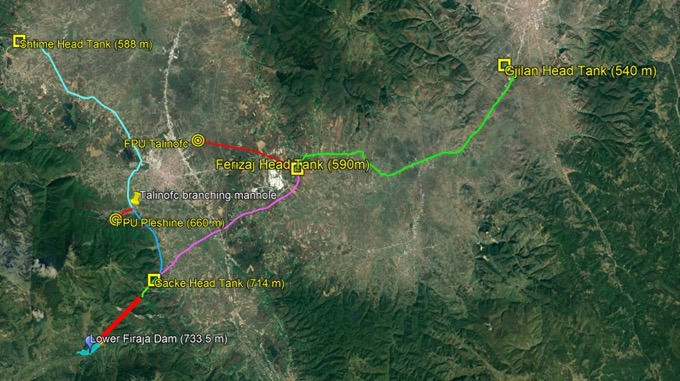 Shtime Head Tank (588 m)
Gjilan Head Tank (540 m)
FPU Talinofc
Ferizaj Head Tank (590m)
Talinofc branching manhole
FPU Pleshine (660 m)
Gacke Head Tank (714 m)
Lower Firaja Dam (733.5 m)